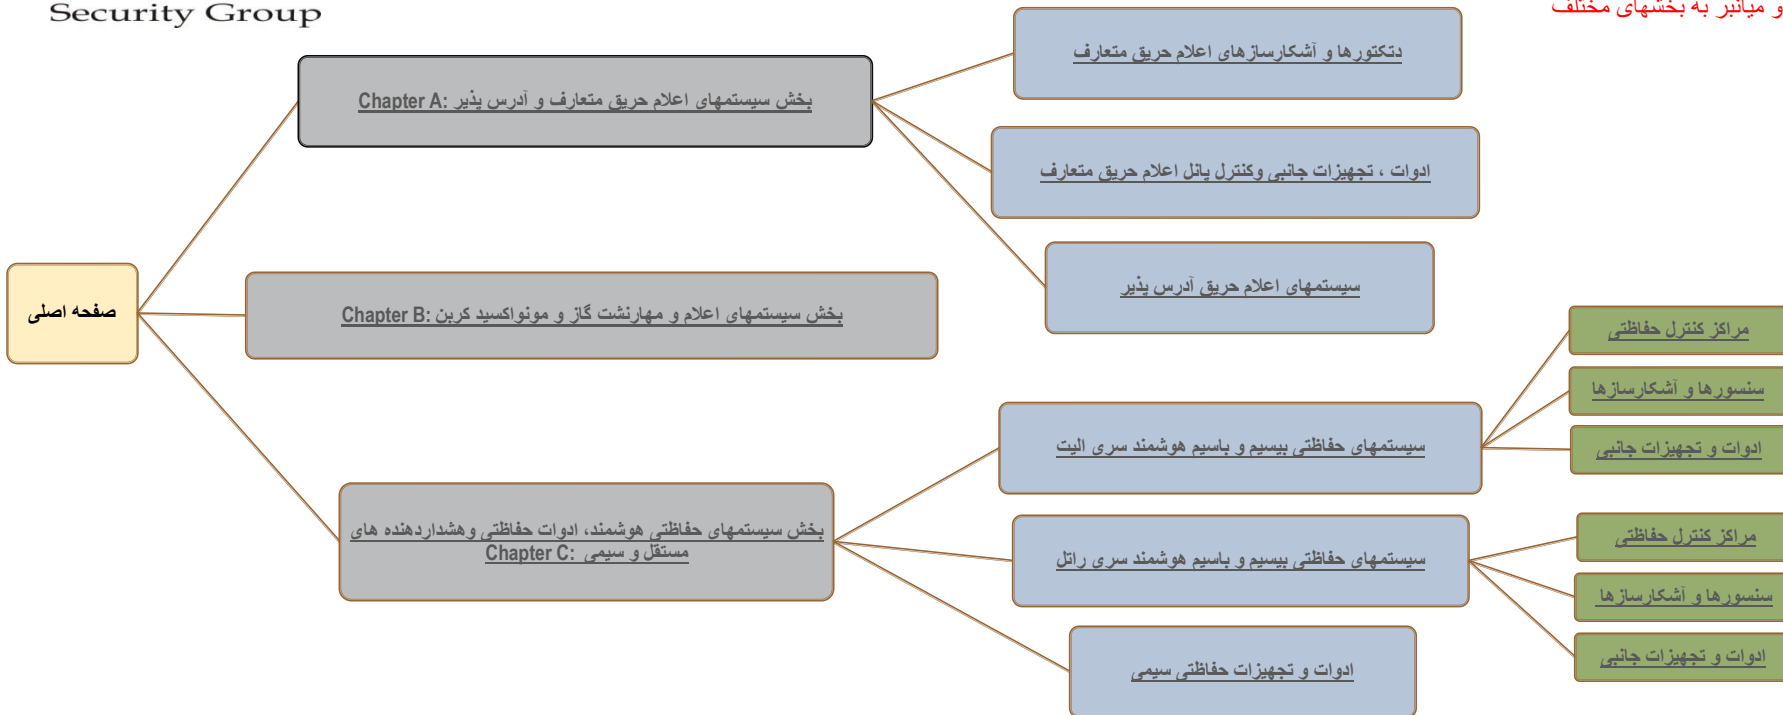 Security Group
و میانبر به بخشهای مختلف
صفحه اصلی
بخش سیستمهای اعلام حریق متعارف و آدرس پذیر :Chapter A
دتکتورها و آشکارسازهای اعلام حریق متعارف
ادوات ، تجهیزات جانبی وکنترل پانل اعلام حریق متعارف
سیستمهای اعلام حریق آدرس پذیر
بخش سیستمهای اعلام و مهارنشت گاز و مونواکسید کربن :Chapter B
بخش سیستمهای حفاظتی هوشمند، ادوات حفاظتی وهشداردهنده های
مستقل و سیمی :Chapter C
سیستمهای حفاظتی بیسیم و باسیم هوشمند سری الیت
مراکز کنترل حفاظتی
سنسورها و آشکارسازها
ادوات و تجهیزات جانبی
سیستمهای حفاظتی بیسیم و باسیم هوشمند سری راتل
مراکز کنترل حفاظتی
سنسورها و آشکارسازها
ادوات و تجهیزات جانبی
ادوات و تجهیزات حفاظتی سیمی